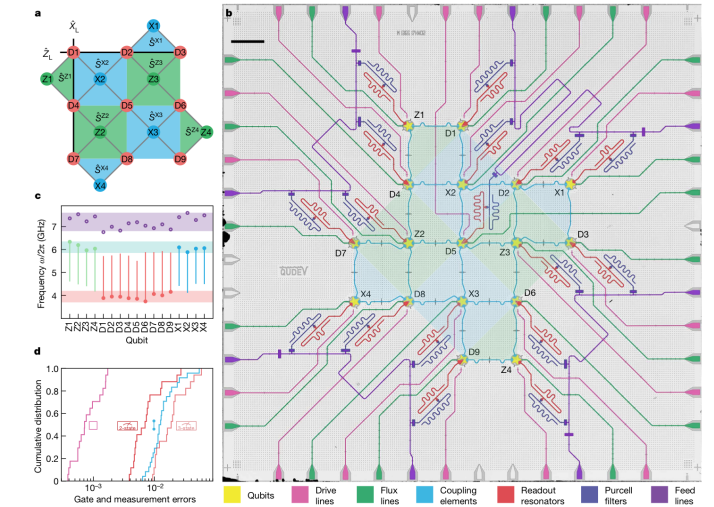 a
X̂L
ẐL
X1
D1
D2
D3
ŜX1
Z1
ŜZ1
ŜX2
X2
ŜZ3
Z3
D4
D5
D6
ŜZ2
Z2
ŜX3
X3
ŜZ4
Z4
D7
D8
D9
ŜX4
X4
b
Z1
D1
D4
X2
D2
X1
D7
Z2
D5
Z3
D3
QUDEV
X4
D8
X3
D6
D9
Z4
c
Frequency ω/2π (GHz)
7
6
5
4
Z1 Z2 Z3 Z4 D1 D2 D3 D4 D5 D6 D7 D8 D9 X1 X2 X3 X4
Qubit
d
Cumulative distribution
1.0
0.8
0.6
0.4
0.2
0
2-state
3-state
10−3
10−2
Gate and measurement errors
Qubits
Drive lines
Flux lines
Coupling elements
Readout resonators
Purcell filters
Feed lines